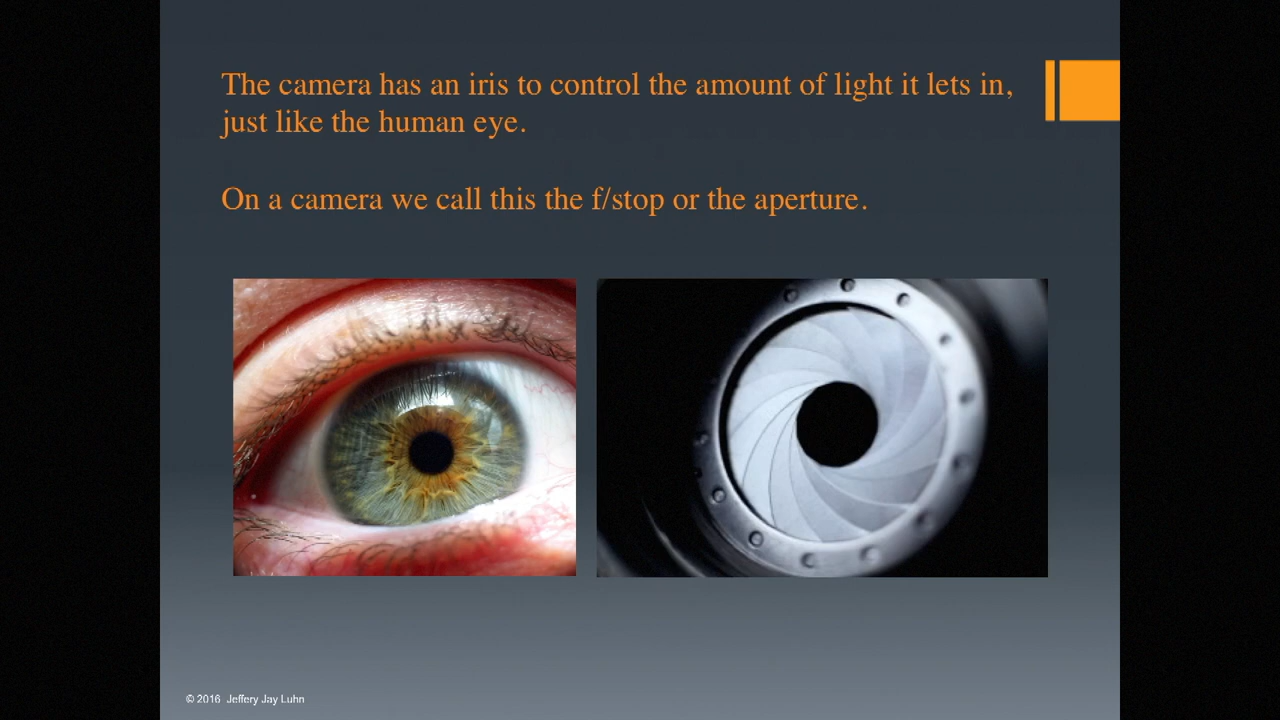 The camera has an iris to control the amount of light it lets in,
just like the human eye.
On a camera we call this the f/stop or the aperture.
© 2016 Jeffery Jay Luhn